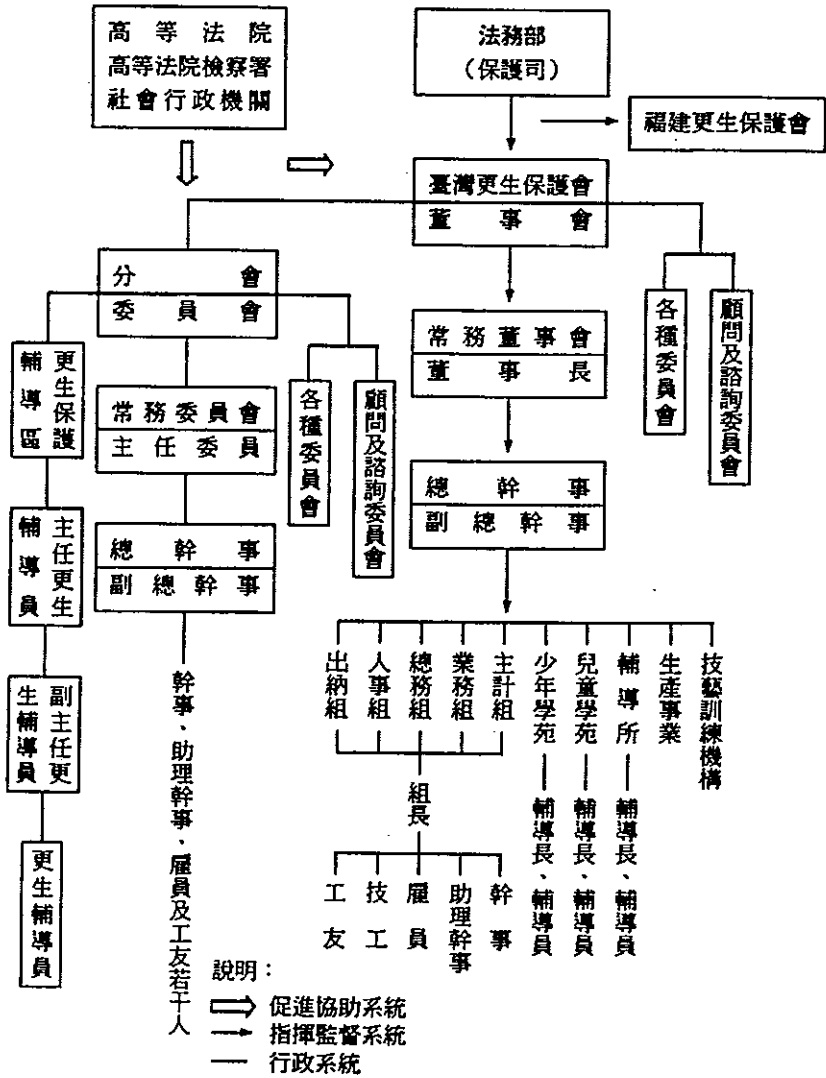 高等法院
高等法院檢察署
社會行政機關
法務部
（保護司）
福建更生保護會
臺灣更生保護會
董事會
分會
委員會
各種委員會
顧問及諮詢委員會
常務董事會
董事長
更生保護
輔導區
常務委員會
主任委員
各種委員會
顧問及諮詢委員會
總幹事
副總幹事
主任更生
輔導員
總幹事
副總幹事
副主任更
生輔導員
更生輔導員
幹事、助理幹事、雇員及工友若干人
出納組
人事組
總務組
業務組
主計組
少年學苑
兒童學苑
輔導所
生產事業
技藝訓練機構
組長
輔導長、輔導員
輔導長、輔導員
輔導長、輔導員
工友
技工
雇員
助理幹事
幹事
說明：
促進協助系統
指揮監督系統
行政系統